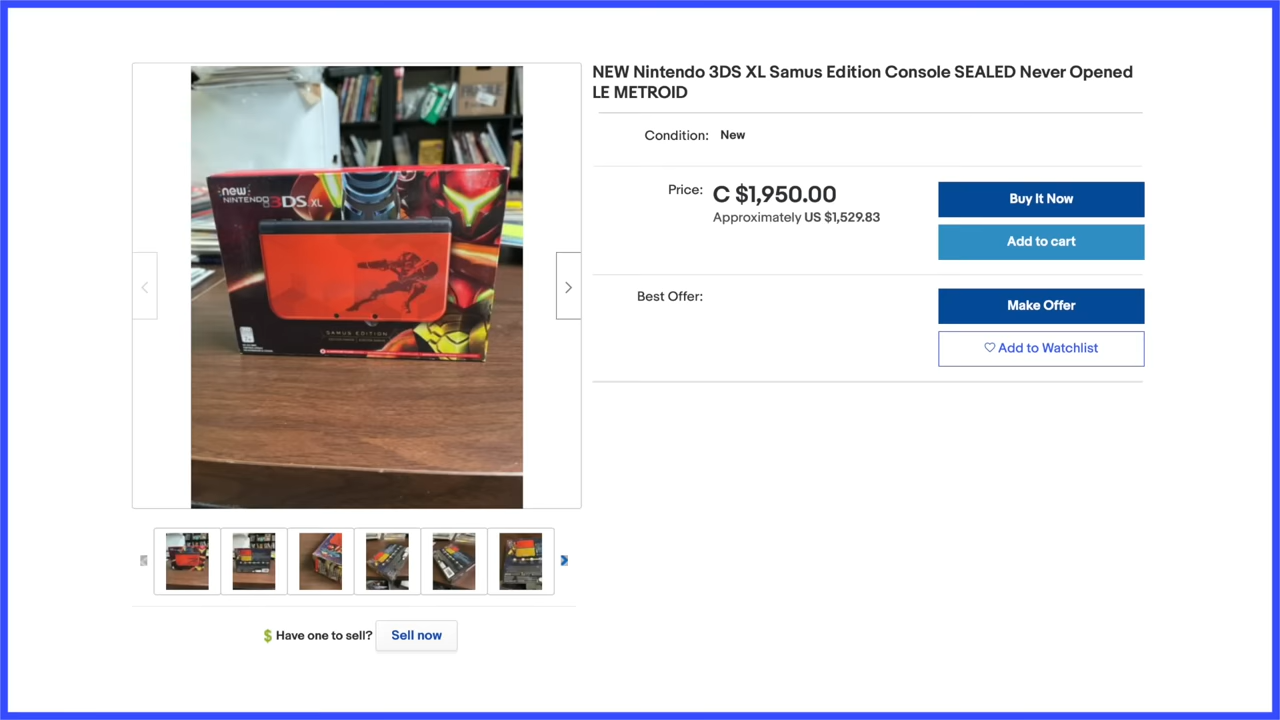 NEW Nintendo 3DS XL Samus Edition Console SEALED Never Opened
LE METROID
Condition: New
Price: C $1,950.00
Approximately US $1,529.83
Buy It Now
Add to cart
Best Offer:
Make Offer
Add to Watchlist
new
NINTENDO 3DS XL
SAMUS EDITION
FRAGILE
Have one to sell? Sell now